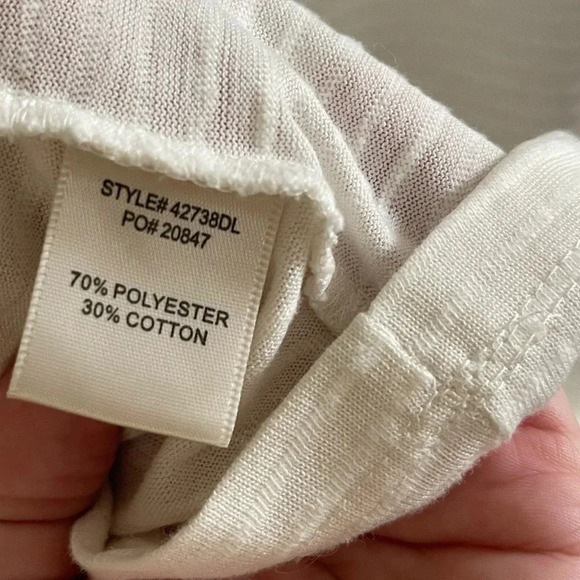 STYLE# 42738DL
PO# 20847
70% POLYESTER
30% COTTON